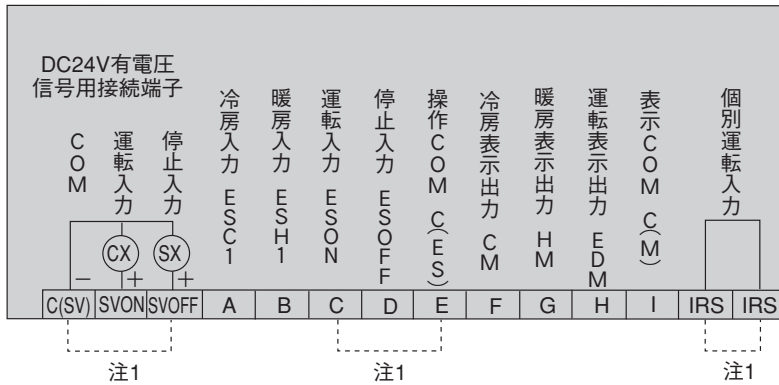 DC24V有電圧
信号用接続端子
COM
運転入力
停止入力
冷房入力 ESC1
暖房入力 ESH1
運転入力 ESON
停止入力 ESOFF
操作COM C(ES)
冷房表示出力 CM
暖房表示出力 HM
運転表示出力 EDM
表示COM C(M)
個別運転入力
CX SX
− + +
C(SV) SVON SVOFF A B C D E F G H I IRS IRS
注1 注1 注1